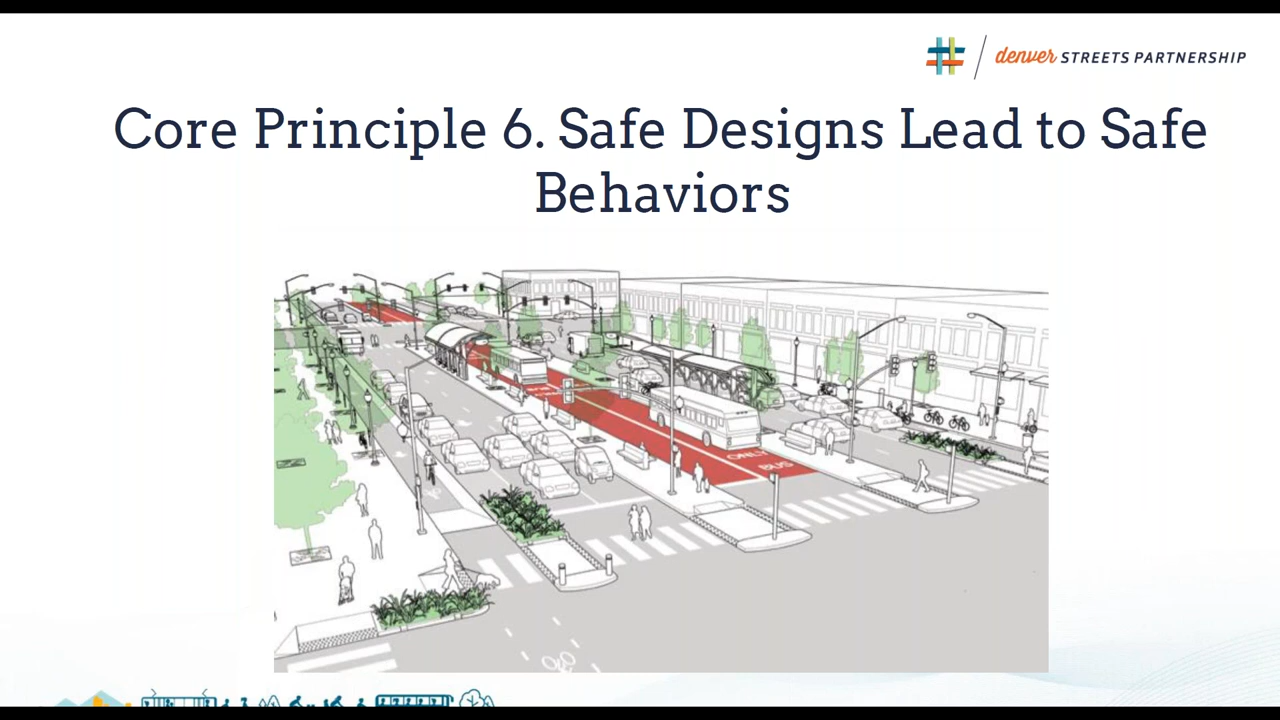 denver STREETS PARTNERSHIP
Core Principle 6. Safe Designs Lead to Safe
Behaviors
ONLY
BUS